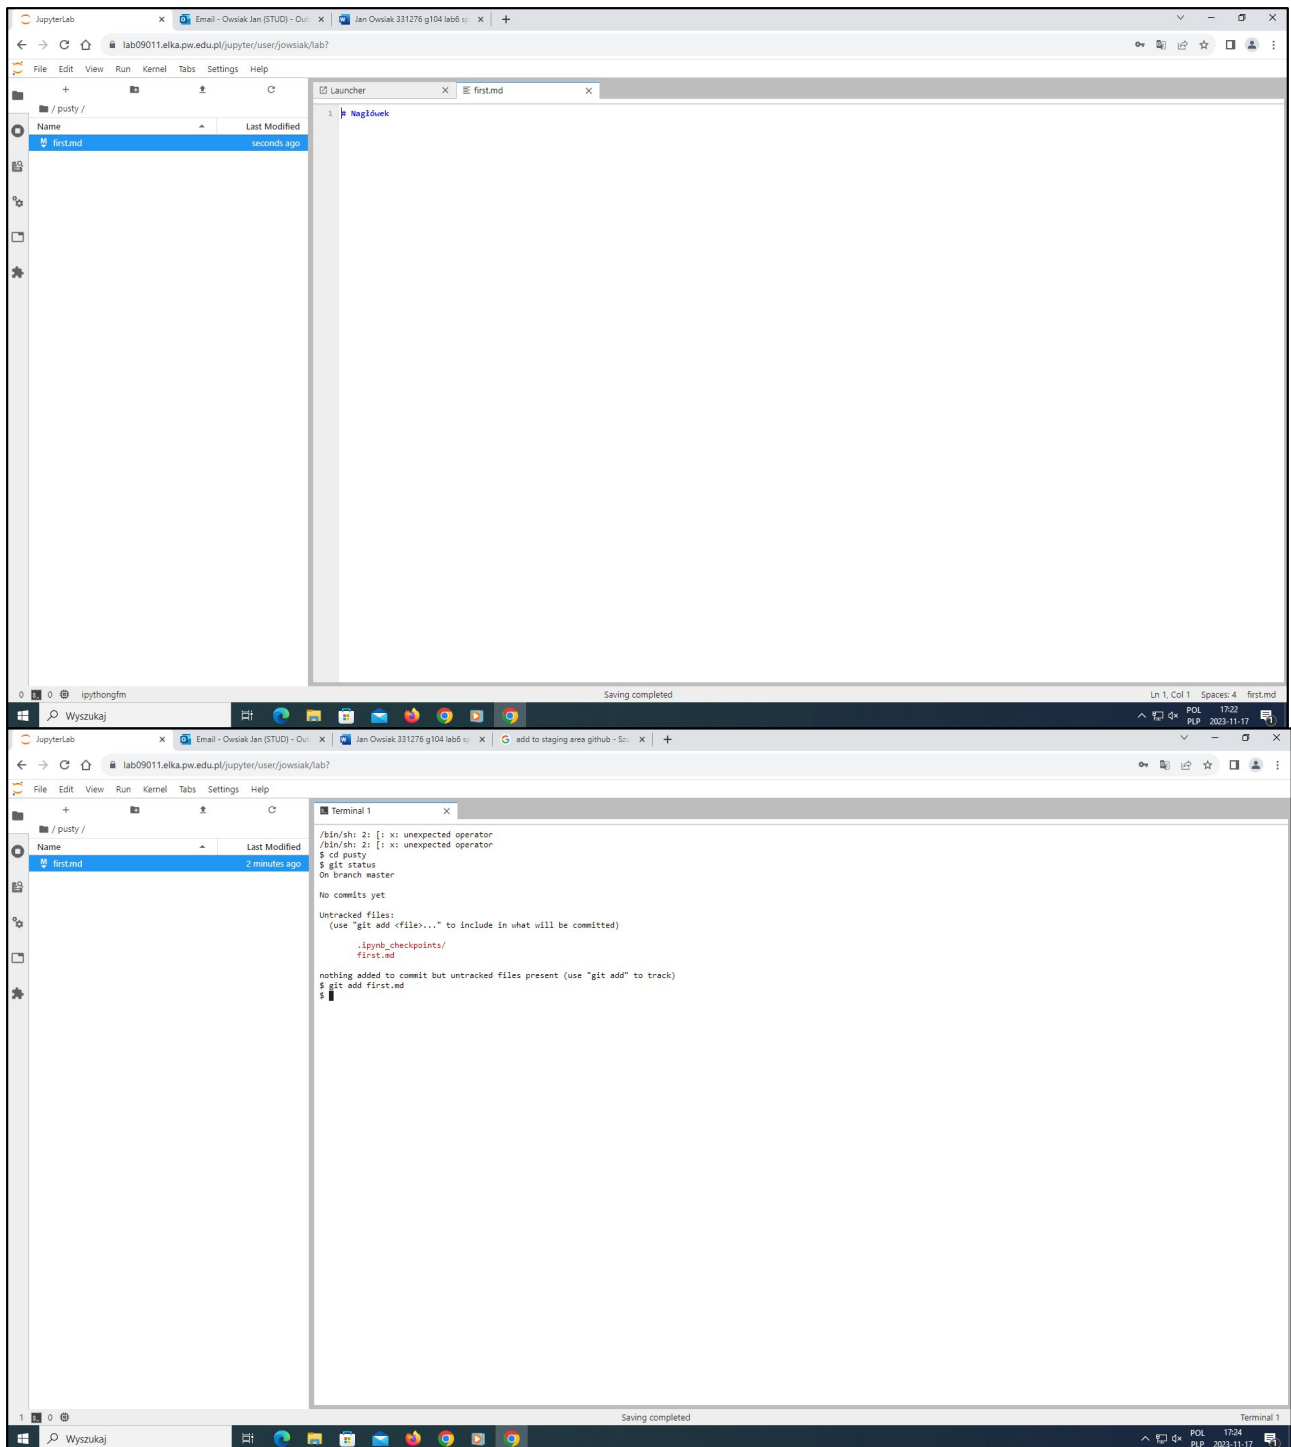 JupyterLab
Email - Owsiak Jan (STUD) - Out
Jan Owsiak 331276 g104 lab6 sp
lab09011.elka.pw.edu.pl/jupyter/user/jowsiak/lab?
File Edit View Run Kernel Tabs Settings Help
Launcher
first.md
/ pusty /
Name Last Modified
first.md seconds ago
1 # Nagłówek
0 0 ipythongfm Saving completed Ln 1, Col 1 Spaces: 4 first.md
Wyszukaj
POL 17:22
PLP 2023-11-17
JupyterLab
Email - Owsiak Jan (STUD) - Out
Jan Owsiak 331276 g104 lab6 sp
add to staging area github - Szu
lab09011.elka.pw.edu.pl/jupyter/user/jowsiak/lab?
File Edit View Run Kernel Tabs Settings Help
Terminal 1
/ pusty /
Name Last Modified
first.md 2 minutes ago
/bin/sh: 2: [: x: unexpected operator
/bin/sh: 2: [: x: unexpected operator
$ cd pusty
$ git status
On branch master
No commits yet
Untracked files:
(use "git add <file>..." to include in what will be committed)
.ipynb_checkpoints/
first.md
nothing added to commit but untracked files present (use "git add" to track)
$ git add first.md
$
1 0 Saving completed Terminal 1
Wyszukaj
POL 17:24
PLP 2023-11-17